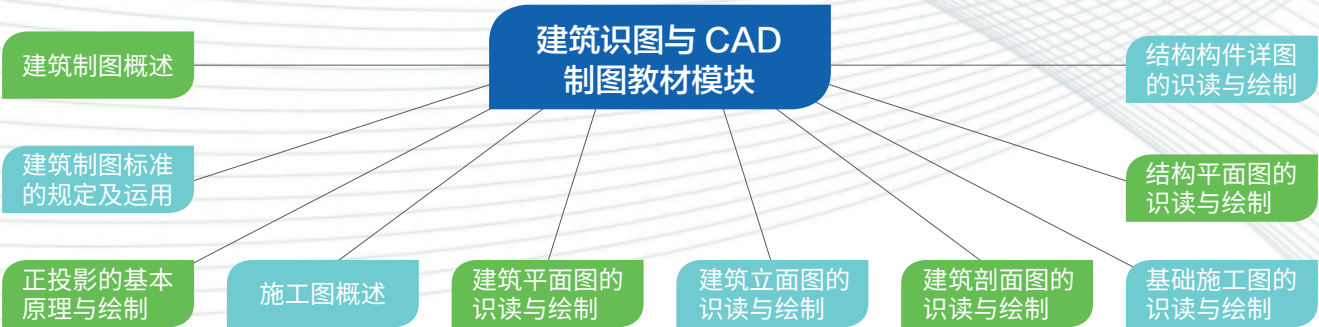 建筑识图与 CAD
制图教材模块
建筑制图概述
建筑制图标准
的规定及运用
正投影的基本
原理与绘制
施工图概述
建筑平面图的
识读与绘制
建筑立面图的
识读与绘制
建筑剖面图的
识读与绘制
基础施工图的
识读与绘制
结构平面图的
识读与绘制
结构构件详图
的识读与绘制